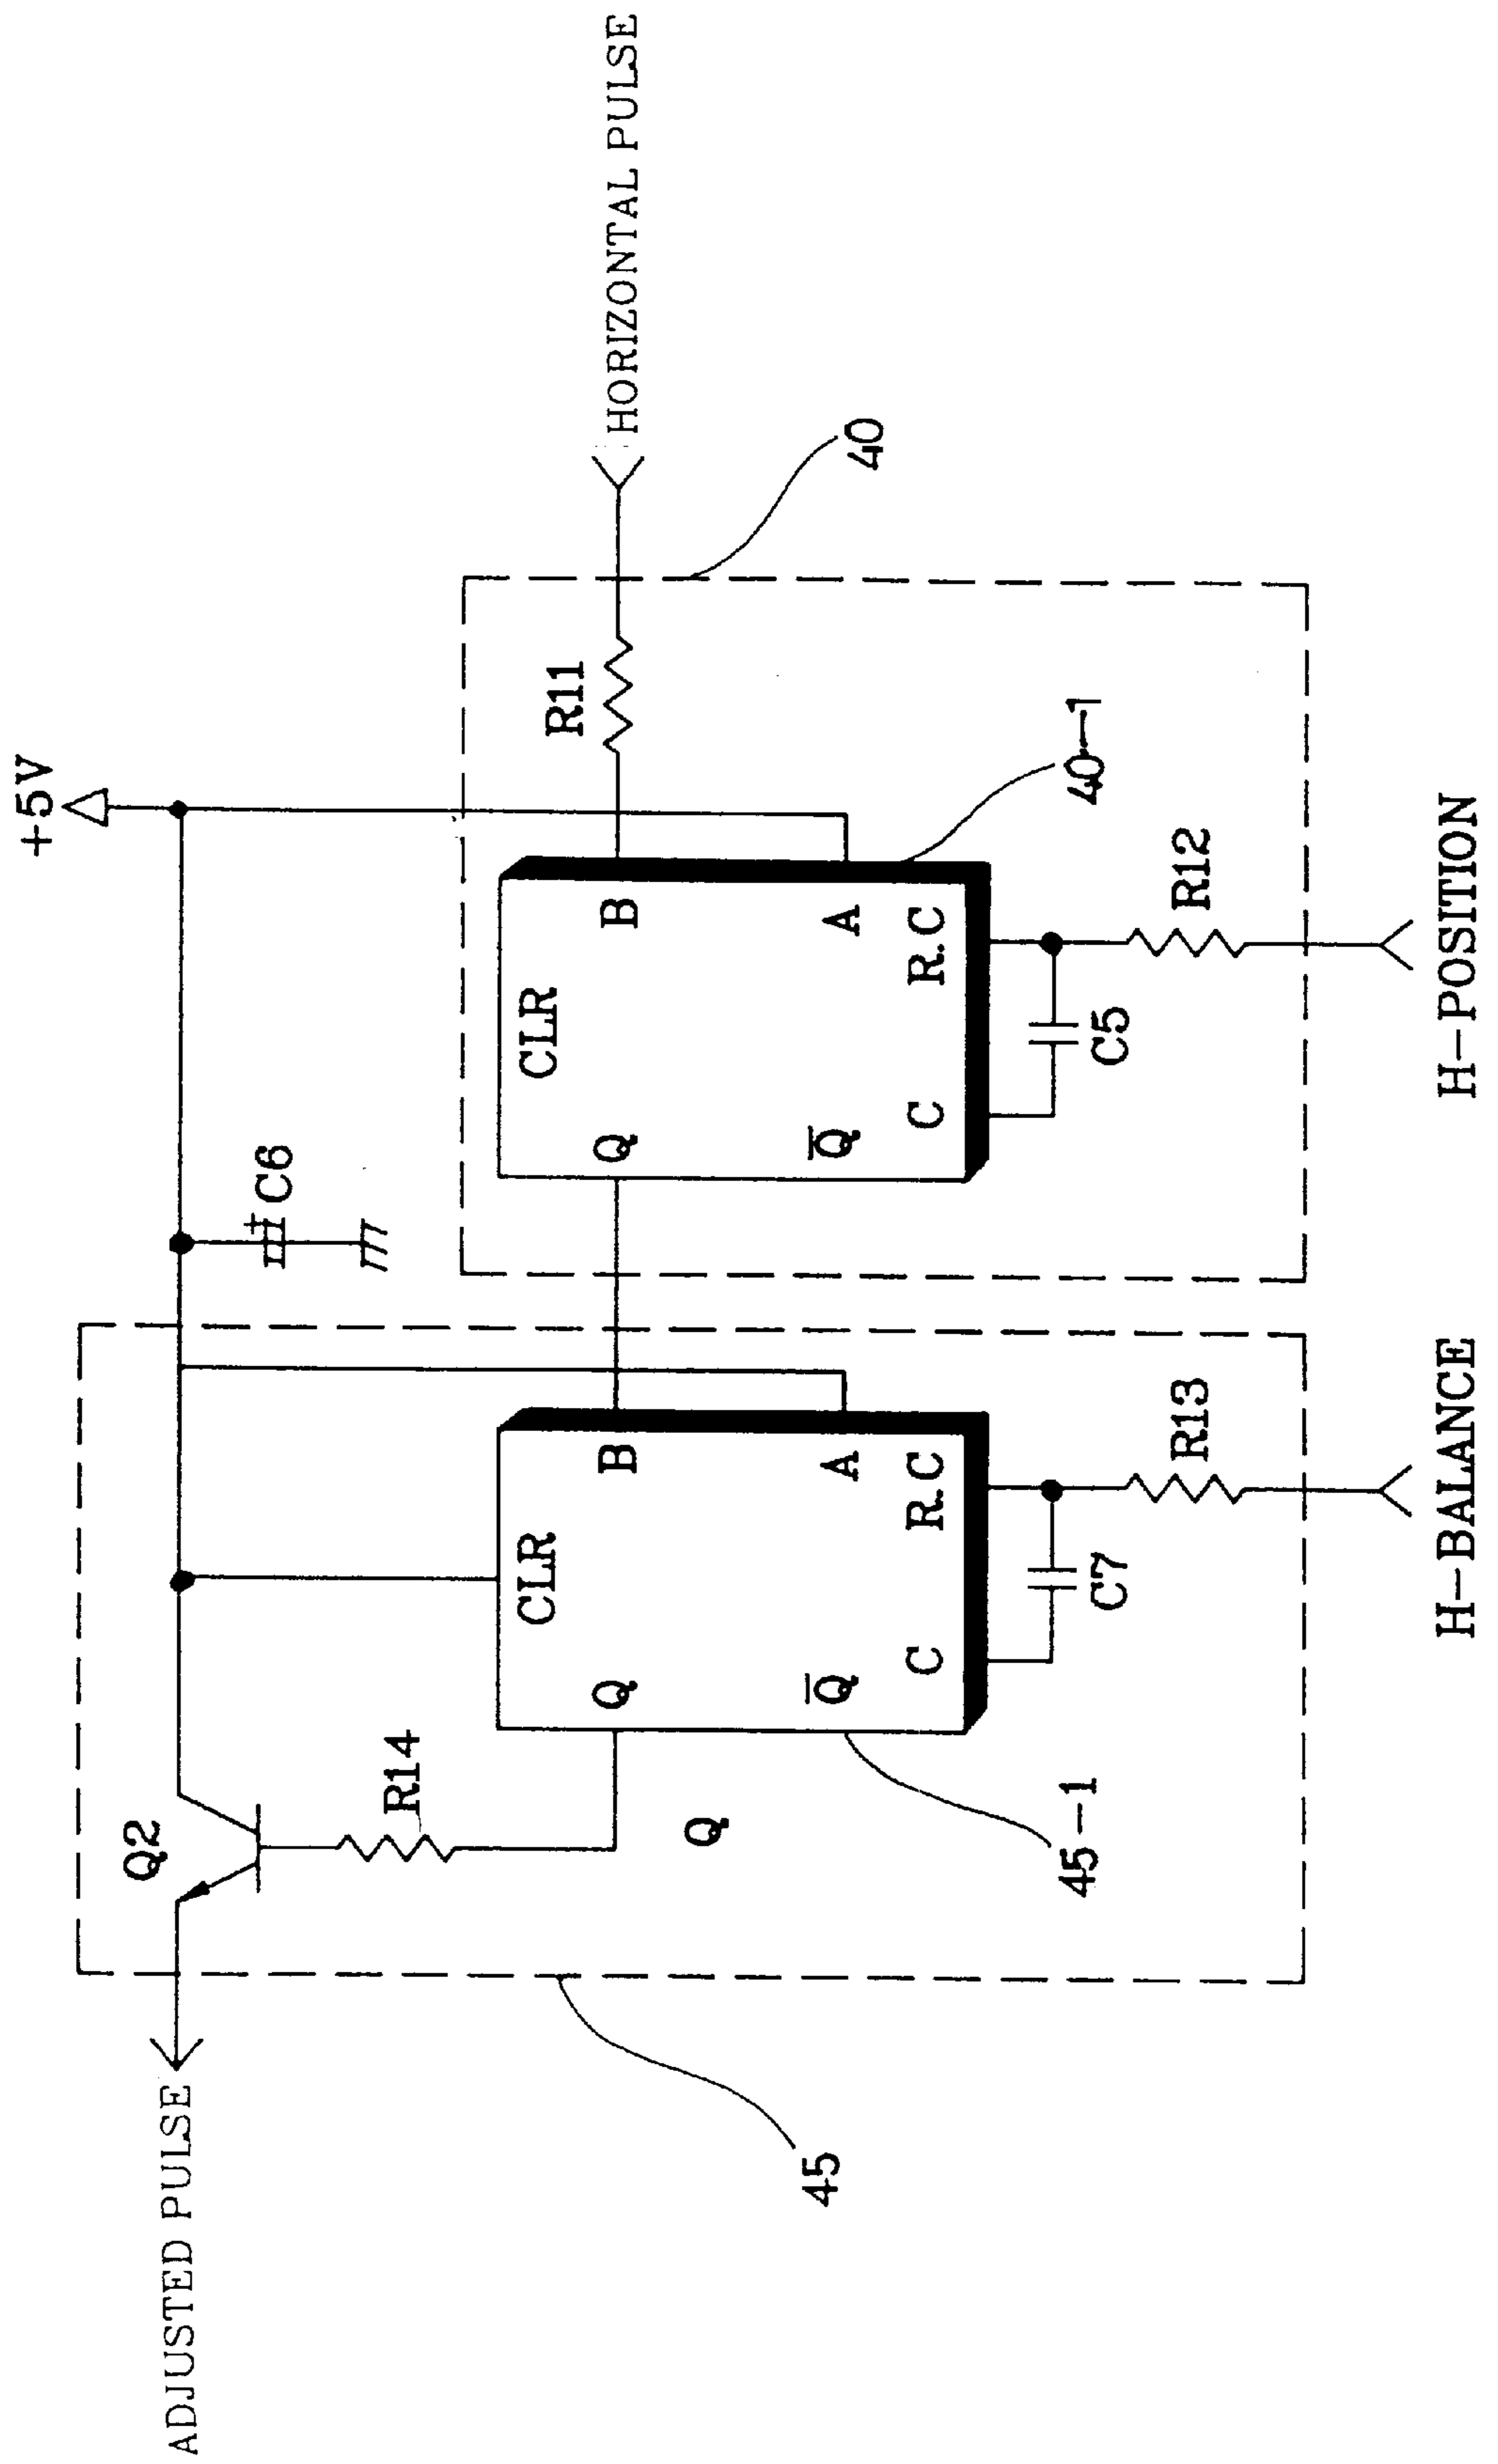 +5V
HORIZONTAL PULSE
R11
40
B
CLR
Q
A
Q̅
R.C
C
40-1
C5
R12
H-POSITION
C6
B
CLR
Q
A
Q̅
R.C
C
45-1
C7
R13
H-BALANCE
Q2
R14
Q
45
ADJUSTED PULSE